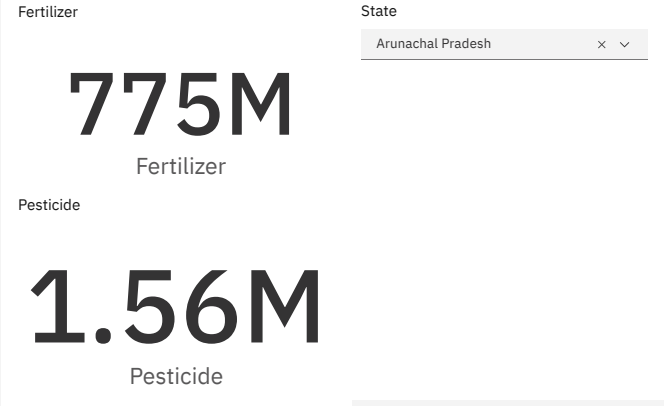 Fertilizer
775M
Fertilizer
Pesticide
1.56M
Pesticide
State
Arunachal Pradesh